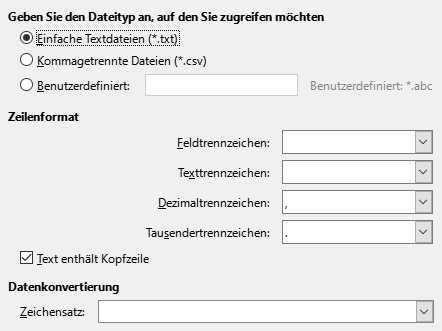 Geben Sie den Dateityp an, auf den Sie zugreifen möchten
Einfache Textdateien (*.txt)
Kommagetrennte Dateien (*.csv)
Benutzerdefiniert: Benutzerdefiniert: *.abc
Zeilenformat
Feldtrennzeichen:
Texttrennzeichen:
Dezimaltrennzeichen: ,
Tausendertrennzeichen: .
Text enthält Kopfzeile
Datenkonvertierung
Zeichensatz: